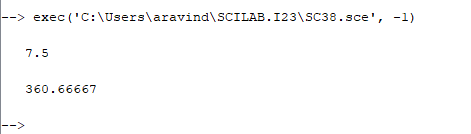 --> exec('C:\Users\aravind\SCILAB.I23\SC38.sce', -1)
7.5
360.66667
-->